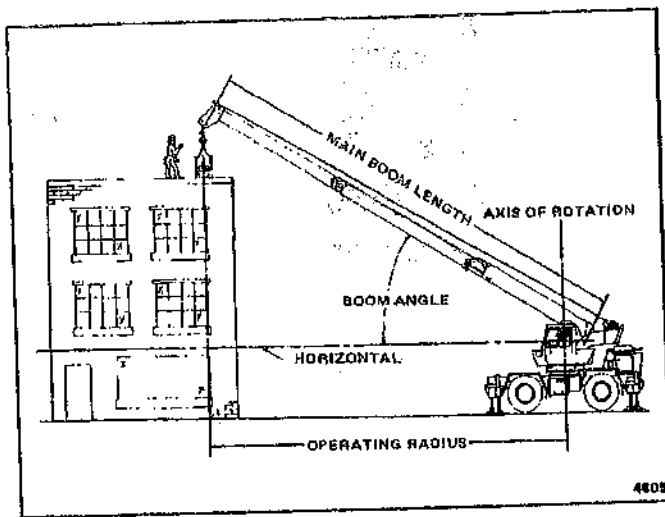 MAIN BOOM LENGTH
AXIS OF ROTATION
BOOM ANGLE
HORIZONTAL
OPERATING RADIUS